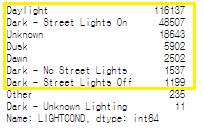 Daylight 116137
Dark - Street Lights On 48507
Unknown 18643
Dusk 5902
Dawn 2502
Dark - No Street Lights 1537
Dark - Street Lights Off 1199
Other 235
Dark - Unknown Lighting 11
Name: LIGHTCOND, dtype: int64